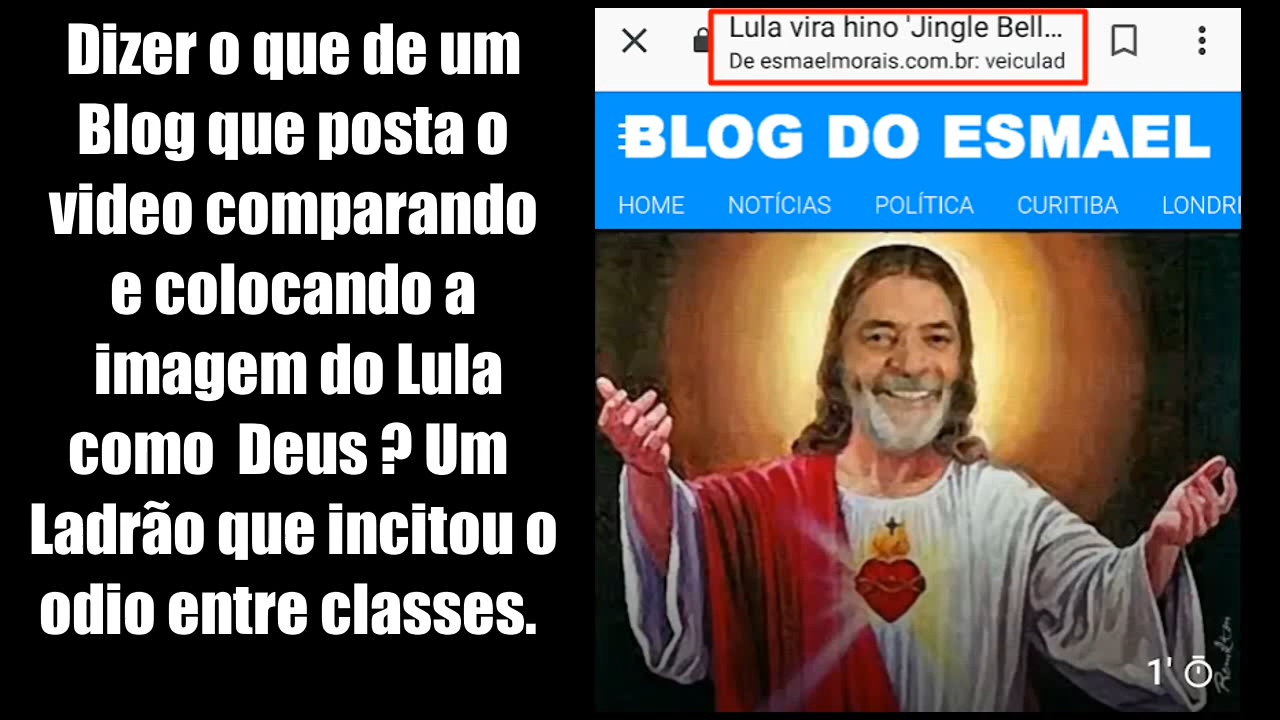 Dizer o que de um
Blog que posta o
video comparando
e colocando a
imagem do Lula
como Deus ? Um
Ladrão que incitou o
odio entre classes.
Lula vira hino 'Jingle Bell...
De esmaelmorais.com.br: veiculad
BLOG DO ESMAEL
HOME NOTÍCIAS POLÍTICA CURITIBA LONDRI
1'